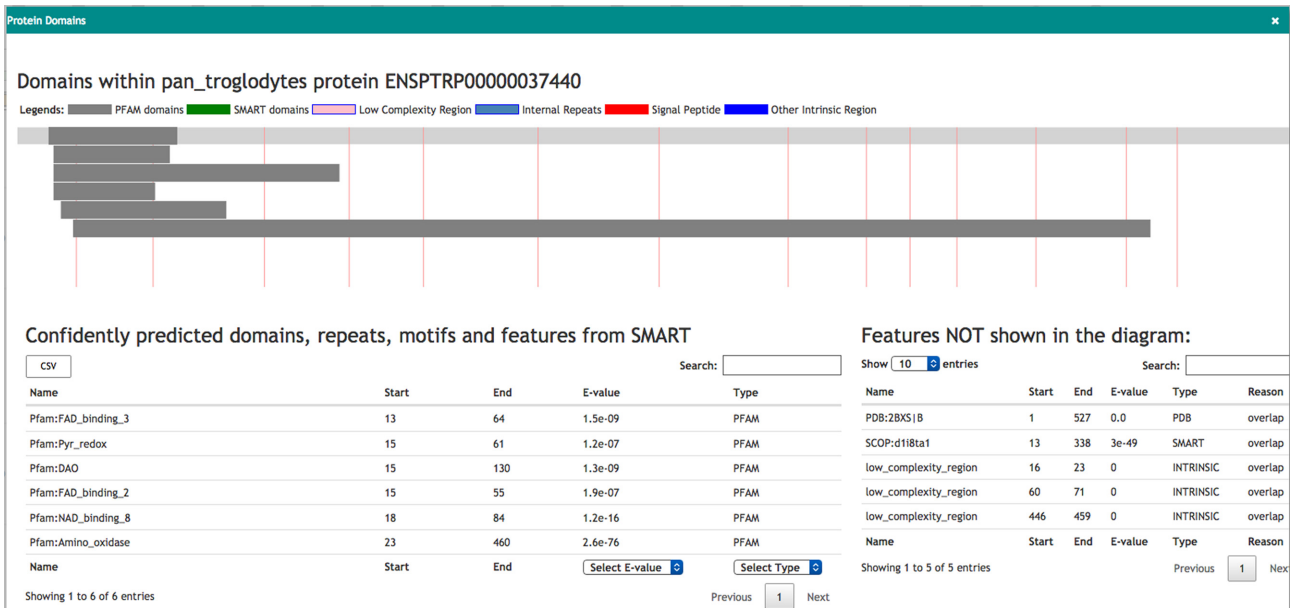 Protein Domains ×
Domains within pan_troglodytes protein ENSPTRP00000037440
Legends: PFAM domains SMART domains Low Complexity Region Internal Repeats Signal Peptide Other Intrinsic Region
Confidently predicted domains, repeats, motifs and features from SMART
CSV Search:
Name Start End E-value Type
Pfam:FAD_binding_3 13 64 1.5e-09 PFAM
Pfam:Pyr_redox 15 61 1.2e-07 PFAM
Pfam:DAO 15 130 1.3e-09 PFAM
Pfam:FAD_binding_2 15 55 1.9e-07 PFAM
Pfam:NAD_binding_8 18 84 1.2e-16 PFAM
Pfam:Amino_oxidase 23 460 2.6e-76 PFAM
Name Start End Select E-value Select Type
Showing 1 to 6 of 6 entries Previous 1 Next
Features NOT shown in the diagram:
Show 10 entries Search:
Name Start End E-value Type Reason
PDB:2BXS|B 1 527 0.0 PDB overlap
SCOP:d1i8ta1 13 338 3e-49 SMART overlap
low_complexity_region 16 23 0 INTRINSIC overlap
low_complexity_region 60 71 0 INTRINSIC overlap
low_complexity_region 446 459 0 INTRINSIC overlap
Name Start End E-value Type Reason
Showing 1 to 5 of 5 entries Previous 1 Nex